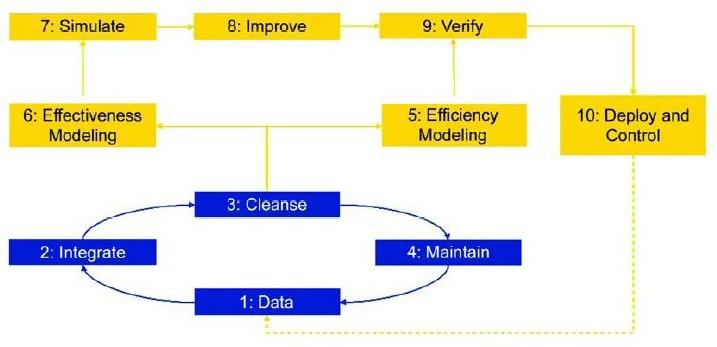 7: Simulate
8: Improve
9: Verify
6: Effectiveness
Modeling
5: Efficiency
Modeling
10: Deploy and
Control
3: Cleanse
2: Integrate
4: Maintain
1: Data